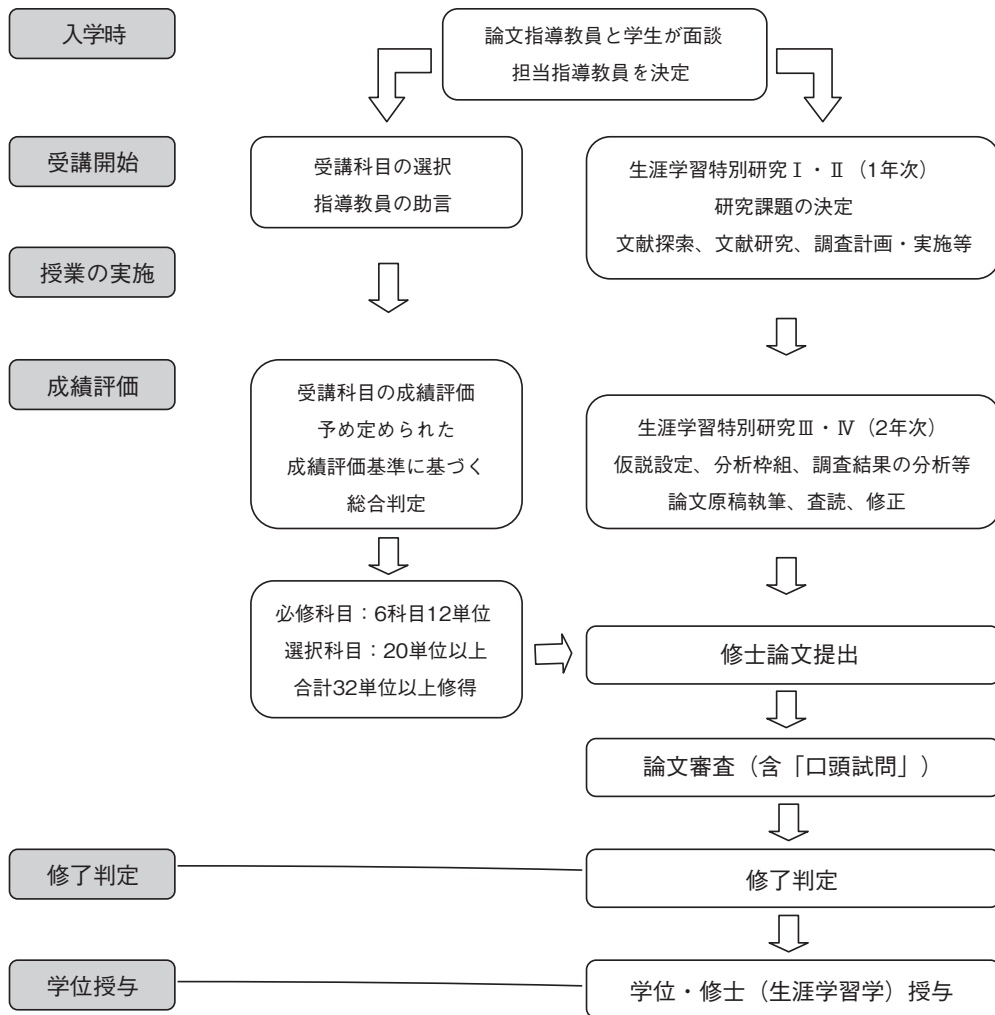 入学時
論文指導教員と学生が面談
担当指導教員を決定
受講開始
受講科目の選択
指導教員の助言
生涯学習特別研究Ⅰ・Ⅱ（1年次）
研究課題の決定
文献探索、文献研究、調査計画・実施等
授業の実施
成績評価
受講科目の成績評価
予め定められた
成績評価基準に基づく
総合判定
生涯学習特別研究Ⅲ・Ⅳ（2年次）
仮説設定、分析枠組、調査結果の分析等
論文原稿執筆、査読、修正
必修科目：6科目12単位
選択科目：20単位以上
合計32単位以上修得
修士論文提出
論文審査（含「口頭試問」）
修了判定
修了判定
学位授与
学位・修士（生涯学習学）授与